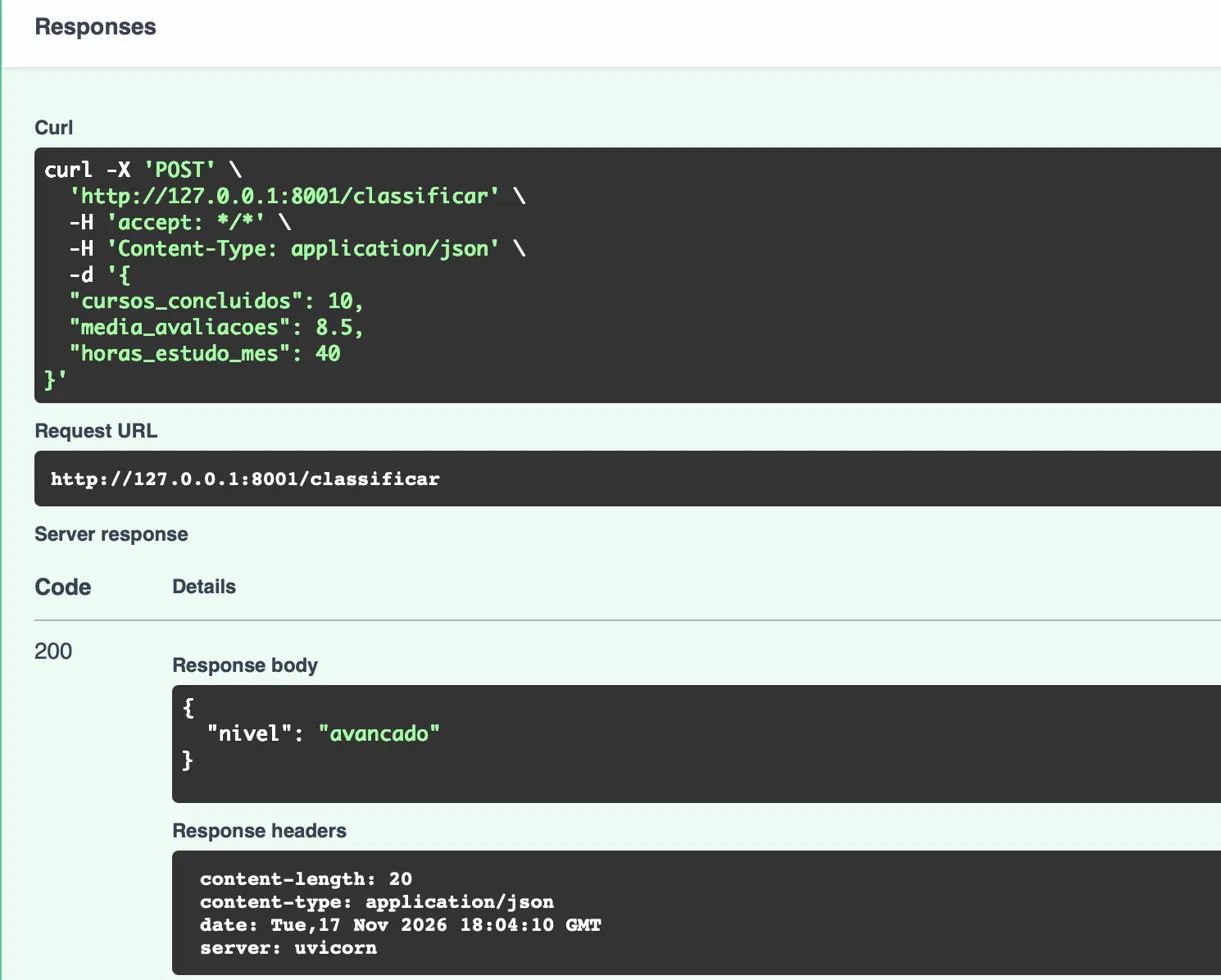 Responses
Curl
curl -X 'POST' \
'http://127.0.0.1:8001/classificar' \
-H 'accept: */*' \
-H 'Content-Type: application/json' \
-d '{
"cursos_concluidos": 10,
"media_avaliacoes": 8.5,
"horas_estudo_mes": 40
}'
Request URL
http://127.0.0.1:8001/classificar
Server response
Code Details
200
Response body
{
"nivel": "avancado"
}
Response headers
content-length: 20
content-type: application/json
date: Tue,17 Nov 2026 18:04:10 GMT
server: uvicorn